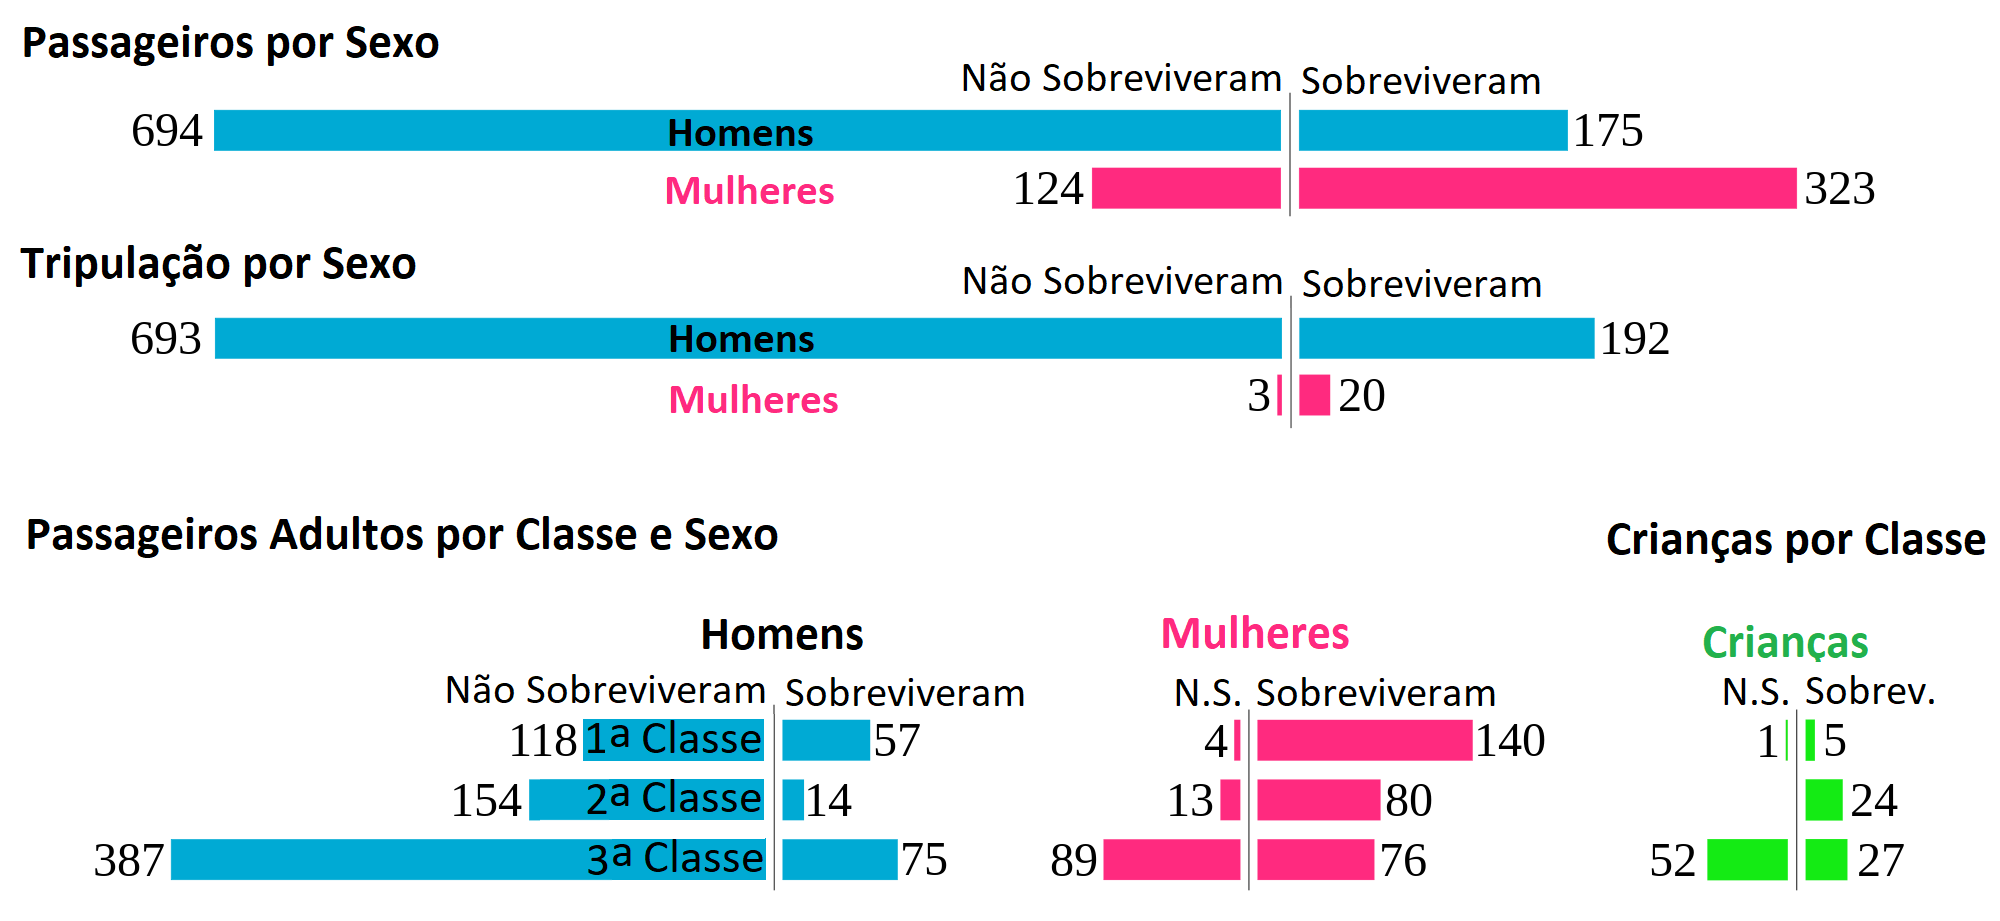 Passageiros por Sexo
Não Sobreviveram Sobreviveram
694 Homens 175
Mulheres 124 323
Tripulação por Sexo
Não Sobreviveram Sobreviveram
693 Homens 192
Mulheres 3 20
Passageiros Adultos por Classe e Sexo
Crianças por Classe
Homens Mulheres Crianças
Não Sobreviveram Sobreviveram N.S. Sobreviveram N.S. Sobrev.
118 1ª Classe 57 4 140 1 5
154 2ª Classe 14 13 80 24
387 3ª Classe 75 89 76 52 27